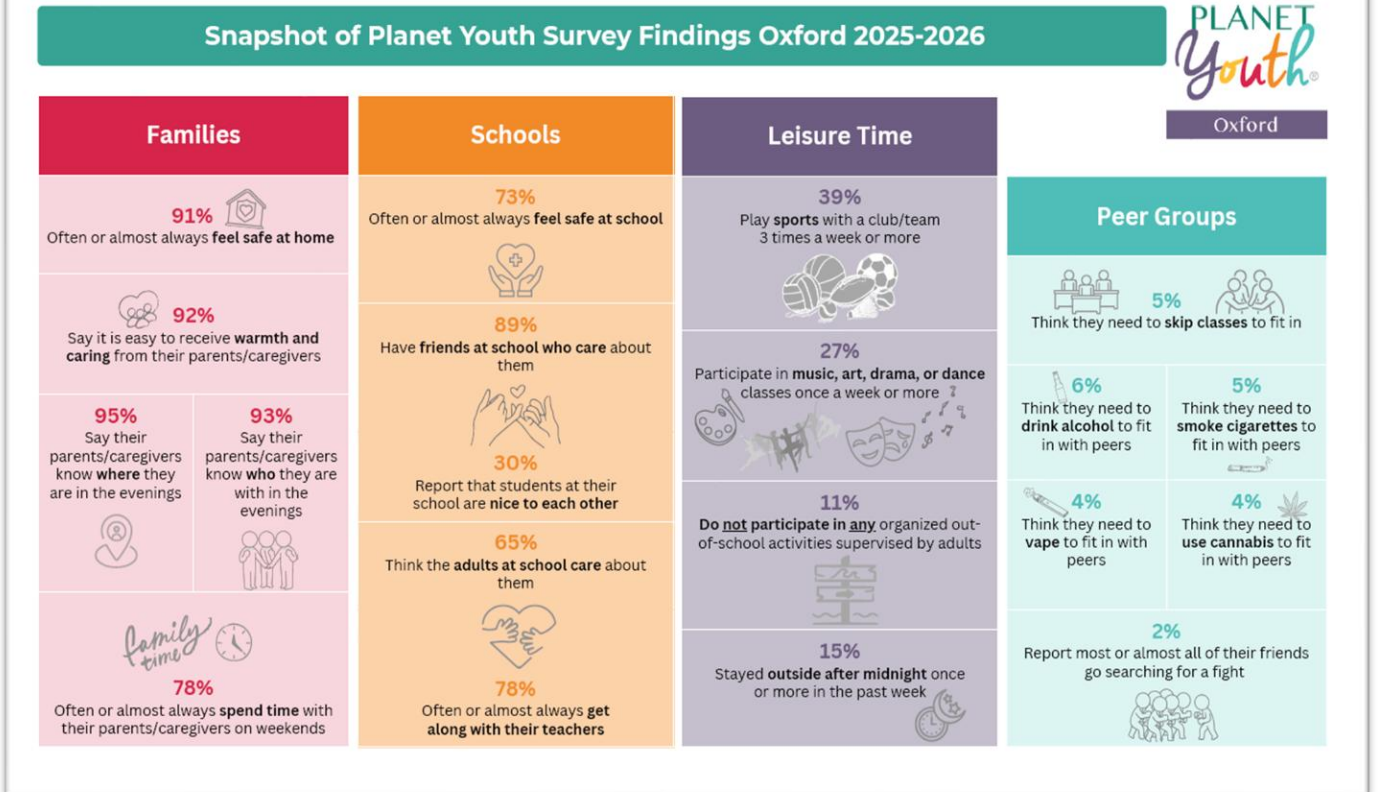 Snapshot of Planet Youth Survey Findings Oxford 2025-2026
PLANET
Youth®
Oxford
Families
91%
Often or almost always feel safe at home
92%
Say it is easy to receive warmth and
caring from their parents/caregivers
95%
Say their
parents/caregivers
know where they
are in the evenings
93%
Say their
parents/caregivers
know who they are
with in the
evenings
family
time
78%
Often or almost always spend time with
their parents/caregivers on weekends
Schools
73%
Often or almost always feel safe at school
89%
Have friends at school who care about
them
30%
Report that students at their
school are nice to each other
65%
Think the adults at school care about
them
78%
Often or almost always get
along with their teachers
Leisure Time
39%
Play sports with a club/team
3 times a week or more
27%
Participate in music, art, drama, or dance
classes once a week or more
11%
Do not participate in any organized out-
of-school activities supervised by adults
15%
Stayed outside after midnight once
or more in the past week
Peer Groups
5%
Think they need to skip classes to fit in
6%
Think they need to
drink alcohol to fit
in with peers
5%
Think they need to
smoke cigarettes to
fit in with peers
4%
Think they need to
vape to fit in with
peers
4%
Think they need to
use cannabis to fit
in with peers
2%
Report most or almost all of their friends
go searching for a fight